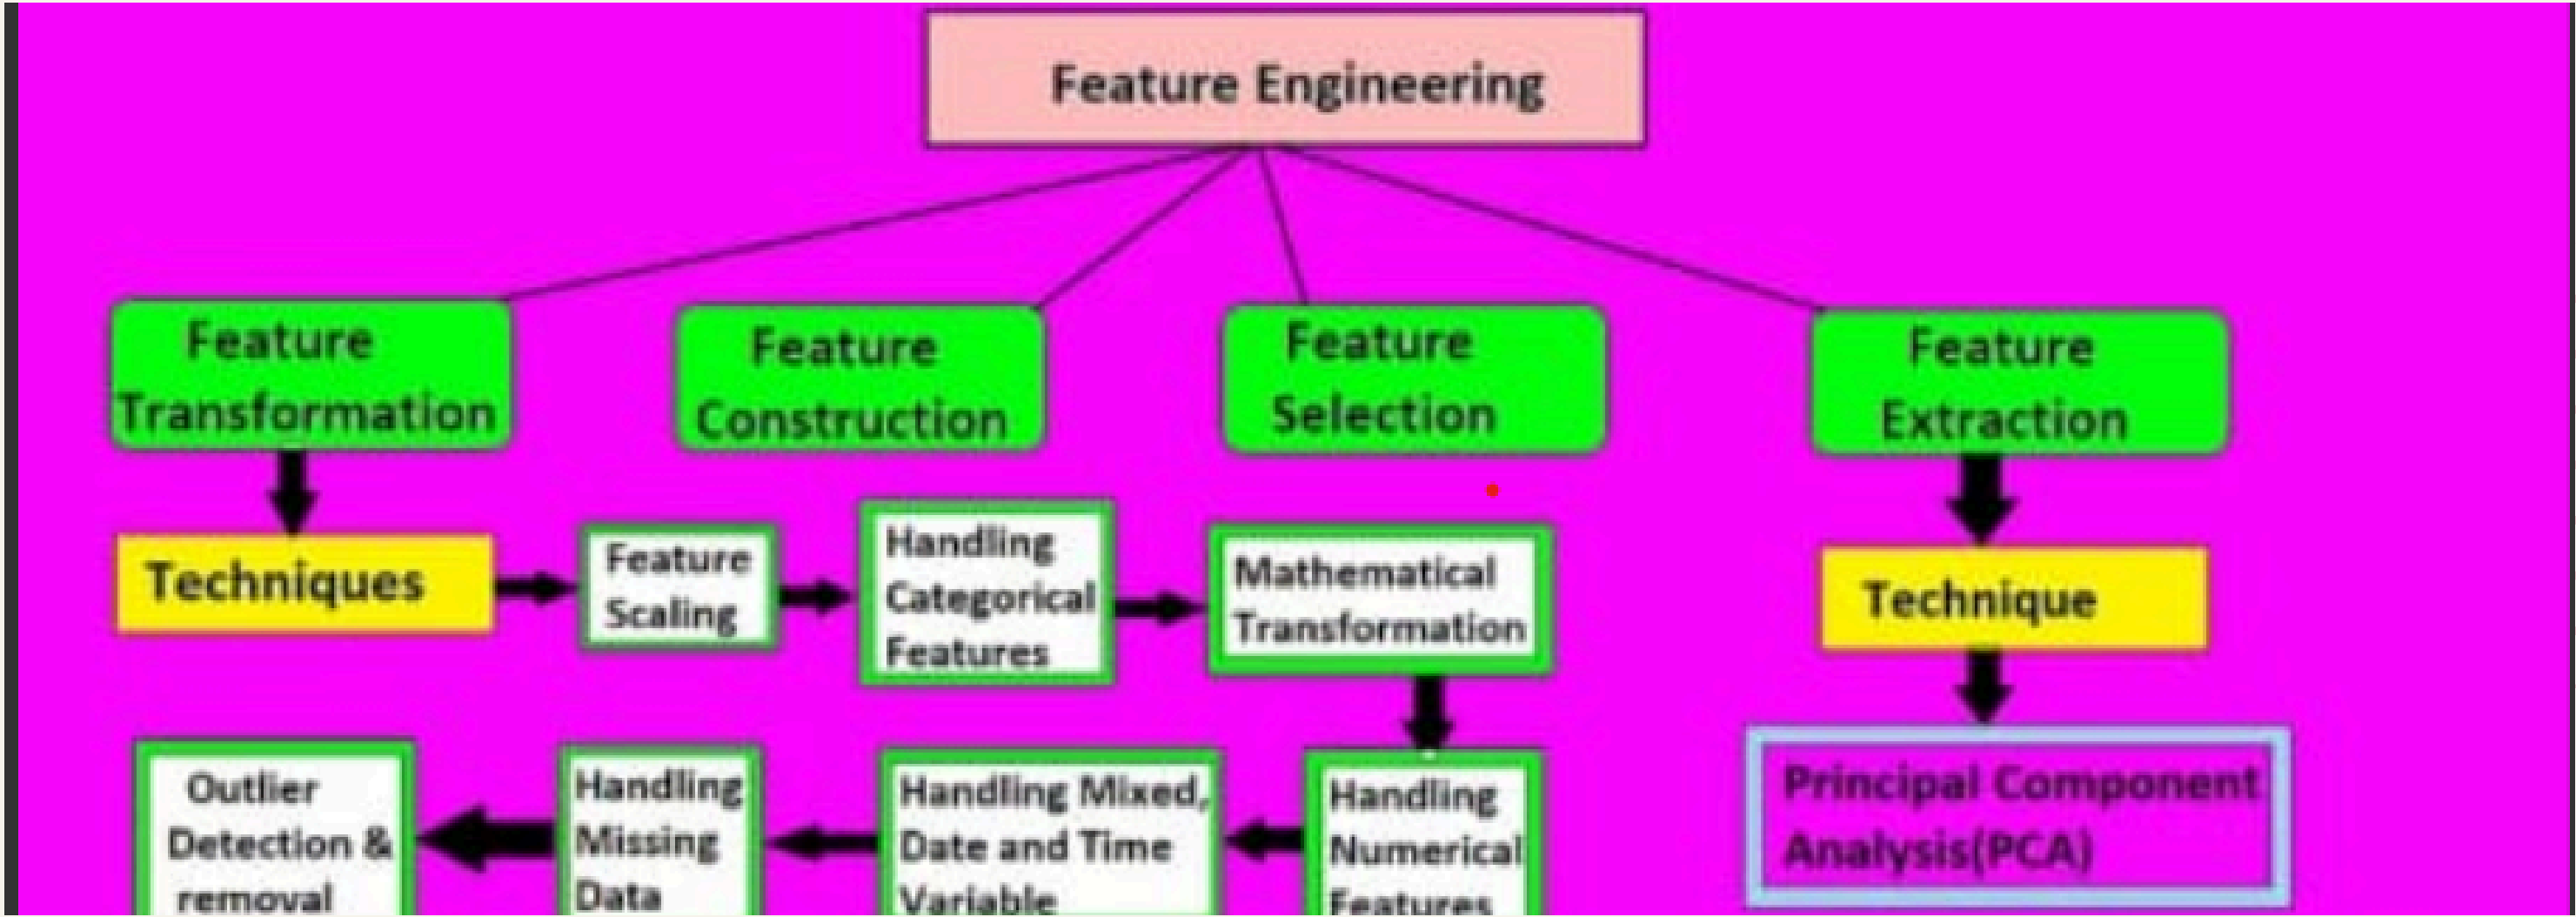 Feature Engineering
Feature
Transformation
Feature
Construction
Feature
Selection
Feature
Extraction
Techniques
Feature
Scaling
Handling
Categorical
Features
Mathematical
Transformation
Technique
Outlier
Detection &
removal
Handling
Missing
Data
Handling Mixed,
Date and Time
Variable
Handling
Numerical
Features
Principal Component
Analysis(PCA)